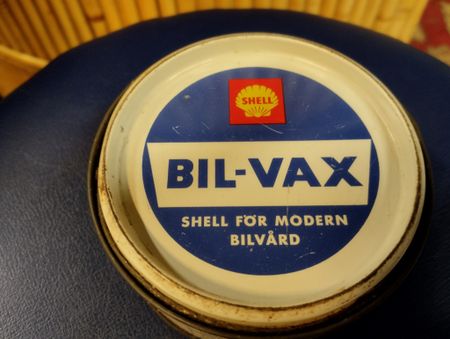 SHELL
BIL-VAX
SHELL FÖR MODERN
BILVÅRD